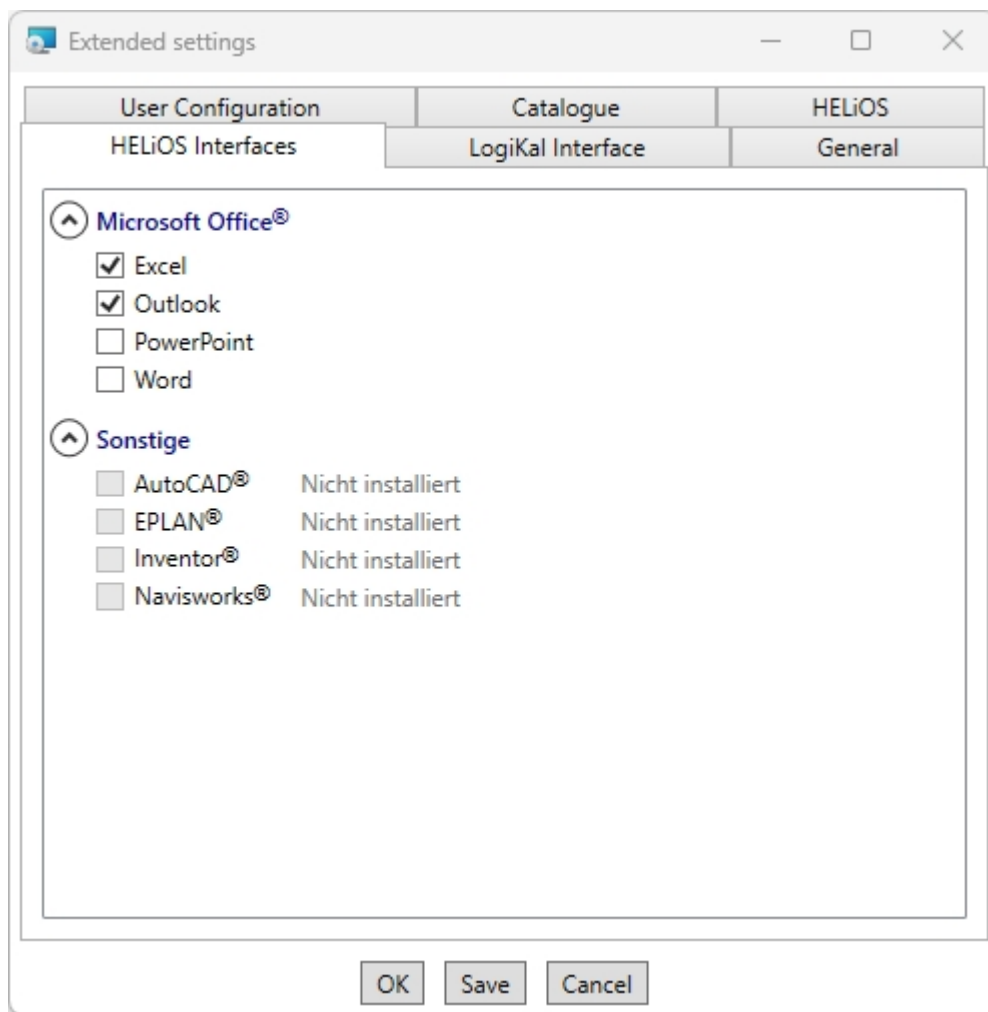 Extended settings
User Configuration Catalogue HELiOS
HELiOS Interfaces LogiKal Interface General
Microsoft Office®
Excel
Outlook
PowerPoint
Word
Sonstige
AutoCAD® Nicht installiert
EPLAN® Nicht installiert
Inventor® Nicht installiert
Navisworks® Nicht installiert
OK Save Cancel